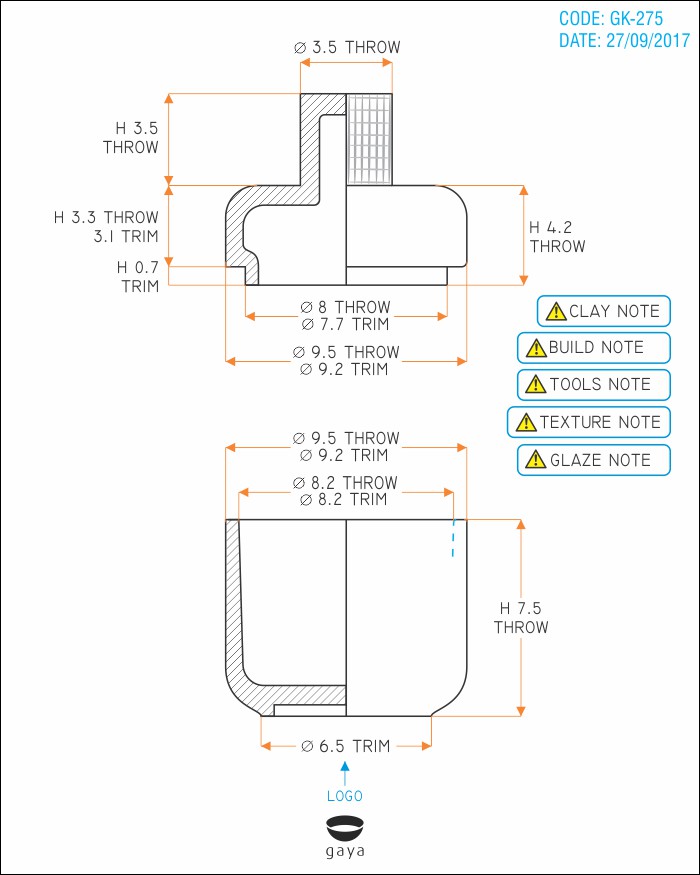 CODE: GK-275
DATE: 27/09/2017
Ø 3.5 THROW
H 3.5
THROW
H 3.3 THROW
3.1 TRIM
H 0.7
TRIM
H 4.2
THROW
Ø 8 THROW
Ø 7.7 TRIM
Ø 9.5 THROW
Ø 9.2 TRIM
CLAY NOTE
BUILD NOTE
TOOLS NOTE
TEXTURE NOTE
GLAZE NOTE
Ø 9.5 THROW
Ø 9.2 TRIM
Ø 8.2 THROW
Ø 8.2 TRIM
H 7.5
THROW
Ø 6.5 TRIM
LOGO
gaya